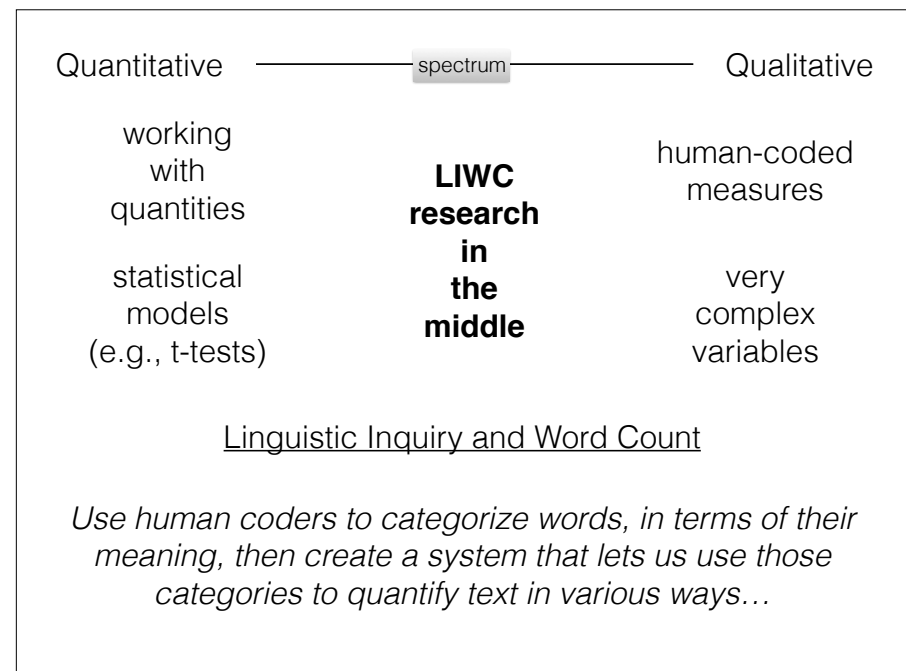 Quantitative spectrum Qualitative
working
with
quantities
statistical
models
(e.g., t-tests)
LIWC
research
in
the
middle
human-coded
measures
very
complex
variables
Linguistic Inquiry and Word Count
Use human coders to categorize words, in terms of their
meaning, then create a system that lets us use those
categories to quantify text in various ways…